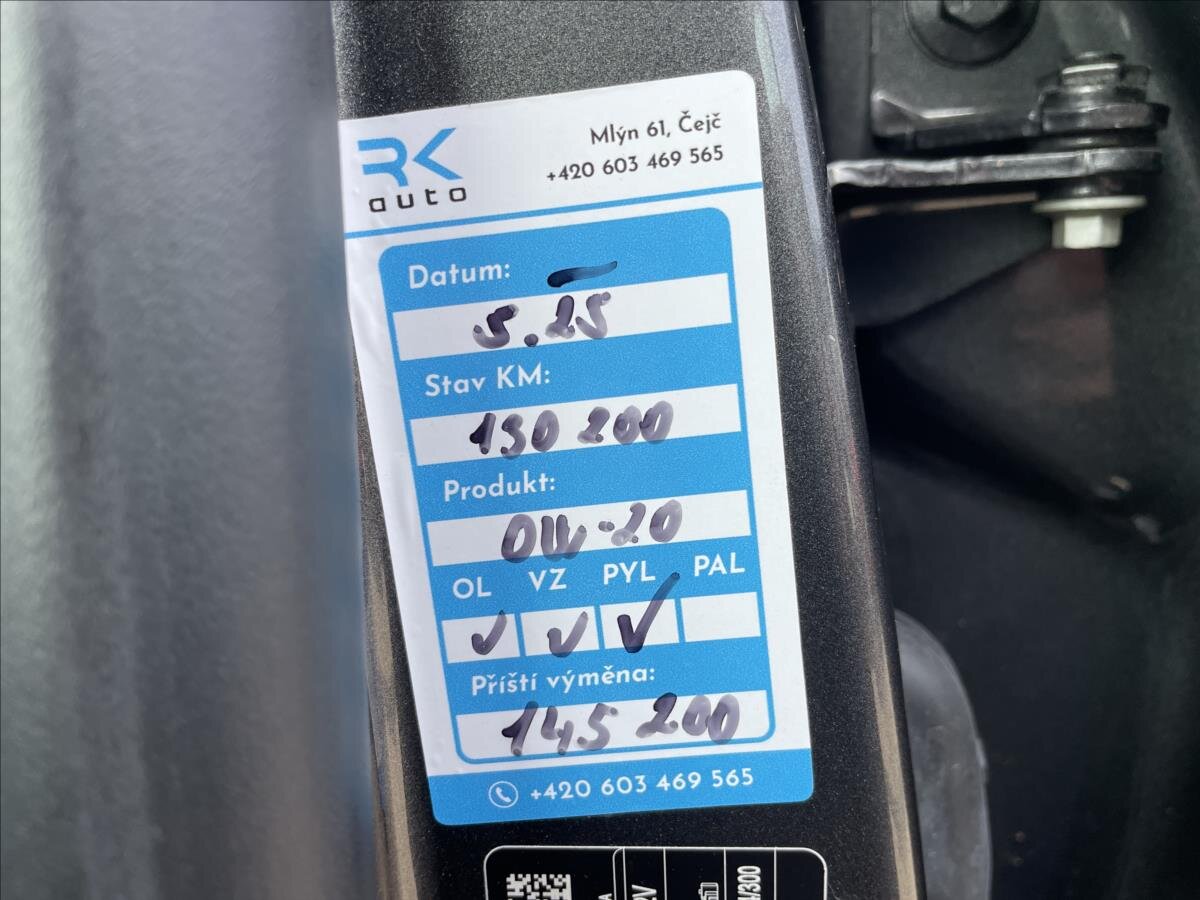 RK
auto
Mlýn 61, Čejč
+420 603 469 565
Datum:
5.25
Stav KM:
130 200
Produkt:
0W-20
OL VZ PYL PAL
✓ ✓ ✓
Příští výměna:
145 200
+420 603 469 565